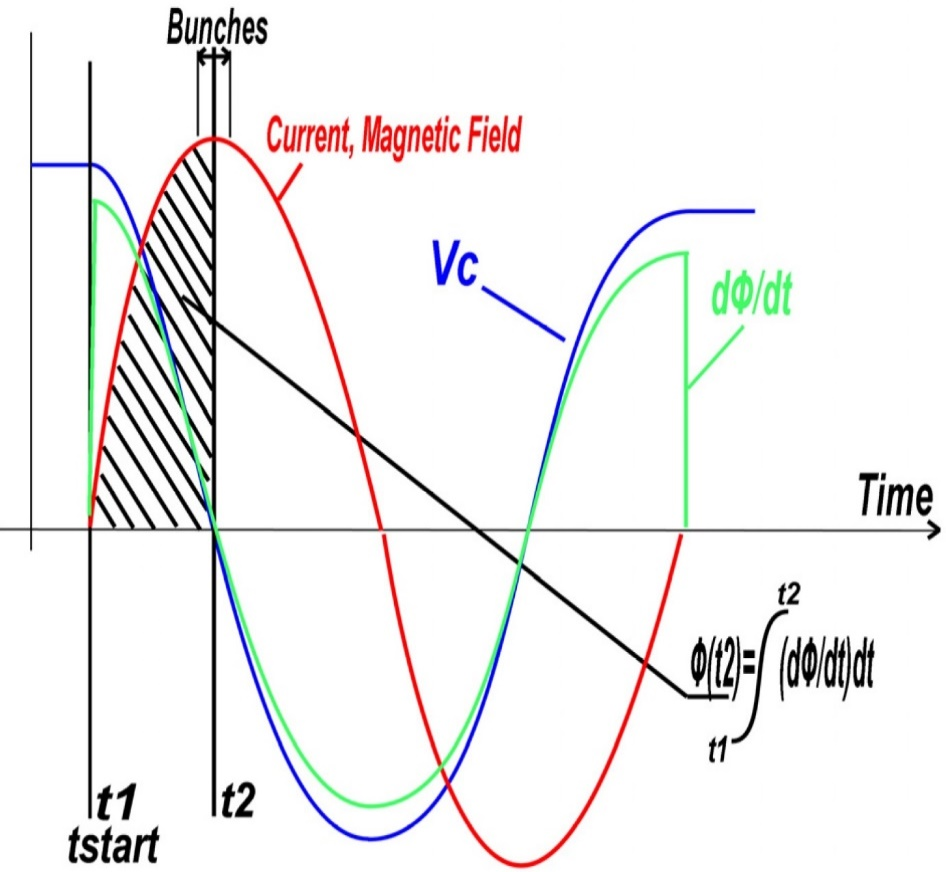 Bunches
Current, Magnetic Field
Vc
dΦ/dt
Time
t2
Φ(t2)=∫ (dΦ/dt)dt
t1
t1
t2
tstart